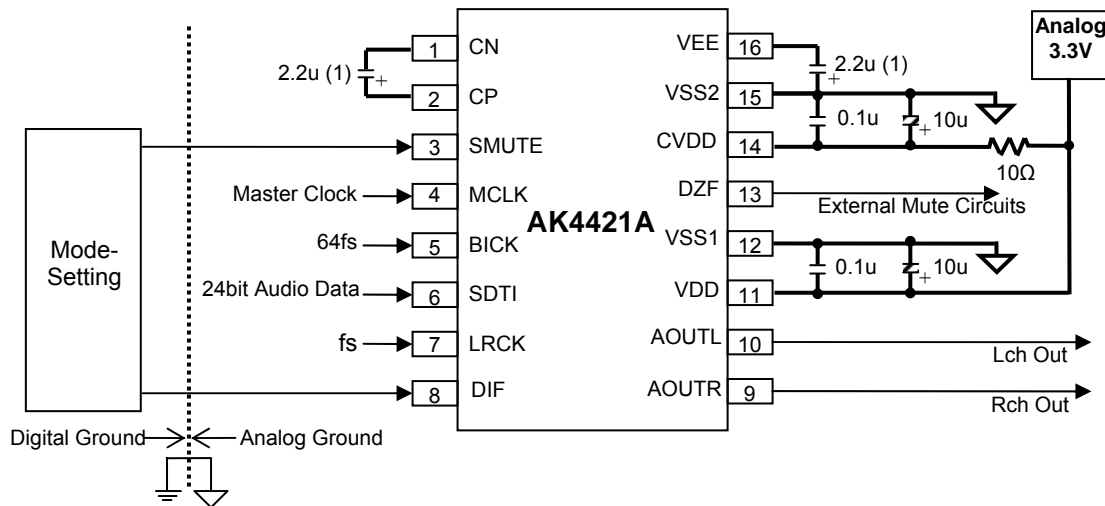 Analog
3.3V
1 CN
VEE 16
2.2u (1) +
2.2u (1) +
2 CP
VSS2 15
0.1u
+ 10u
3 SMUTE
CVDD 14
10Ω
Master Clock
4 MCLK
DZF 13
External Mute Circuits
AK4421A
Mode-
Setting
64fs
5 BICK
VSS1 12
0.1u
+ 10u
24bit Audio Data
6 SDTI
VDD 11
fs
7 LRCK
AOUTL 10
Lch Out
8 DIF
AOUTR 9
Rch Out
Digital Ground
Analog Ground